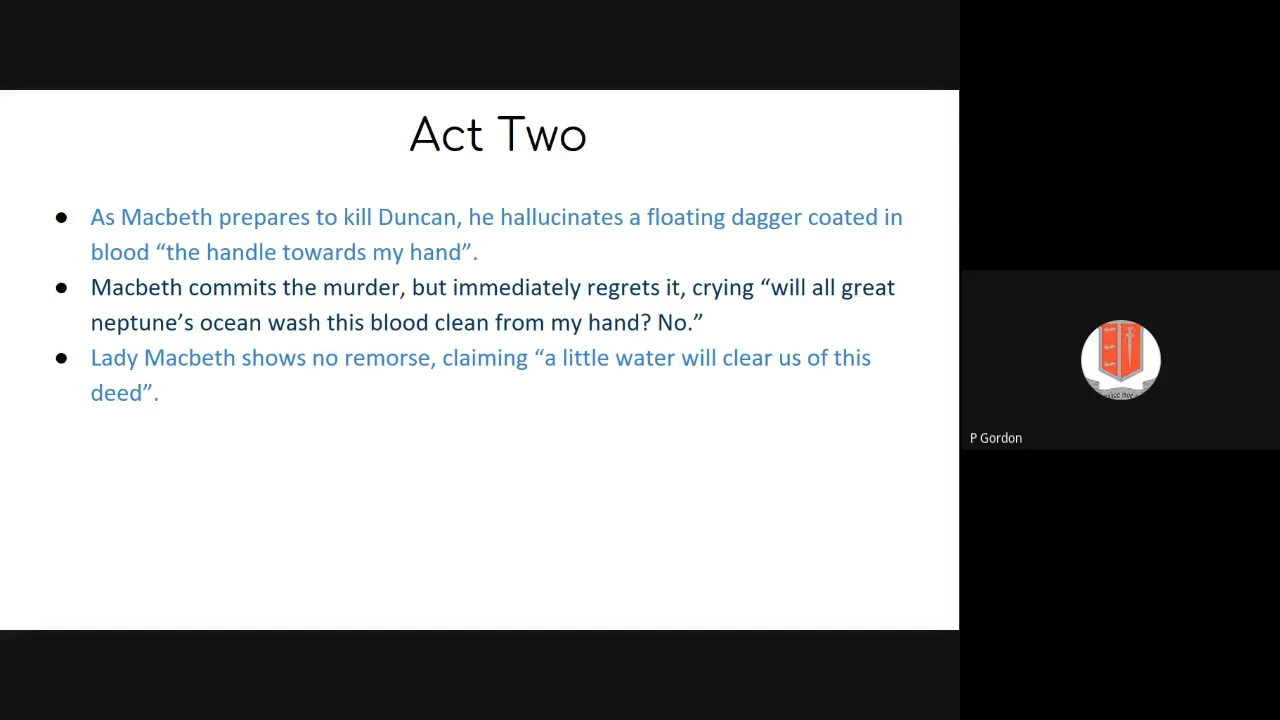 Act Two
● As Macbeth prepares to kill Duncan, he hallucinates a floating dagger coated in
blood “the handle towards my hand”.
● Macbeth commits the murder, but immediately regrets it, crying “will all great
neptune’s ocean wash this blood clean from my hand? No.”
● Lady Macbeth shows no remorse, claiming “a little water will clear us of this
deed”.
P Gordon